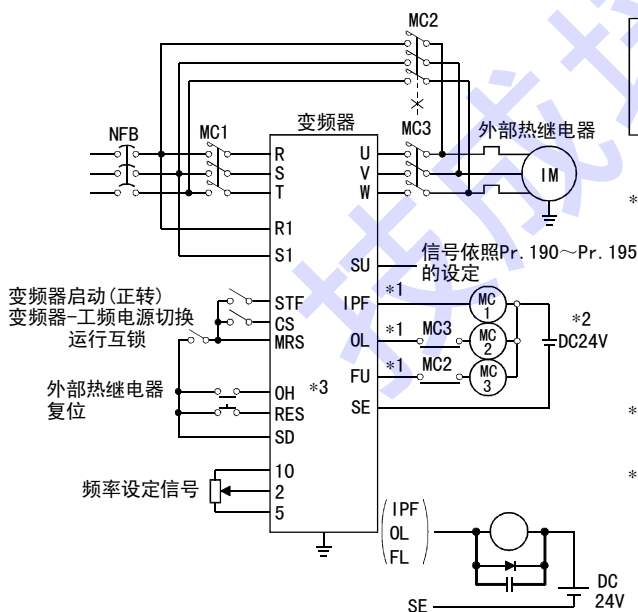 MC2
NFB
MC1
变频器
MC3
外部热继电器
R
S
T
U
V
W
IM
R1
S1
SU
信号依照Pr.190～Pr.195
的设定
变频器启动(正转)
变频器-工频电源切换
运行互锁
STF
CS
MRS
IPF
*1
MC
1
OL
*1
MC3
MC
2
FU
*1
MC2
MC
3
*2
DC24V
SE
外部热继电器
复位
OH
*3
RES
SD
频率设定信号
10
2
5
IPF
OL
FL
SE
DC
24V
*
*
*
技成培